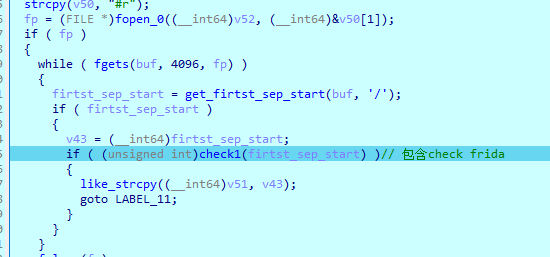 strcpy(v50, "#r");
fp = (FILE *)fopen_0((__int64)v52, (__int64)&v50[1]);
if ( fp )
{
while ( fgets(buf, 4096, fp) )
{
firtst_sep_start = get_firtst_sep_start(buf, '/');
if ( firtst_sep_start )
{
v43 = (__int64)firtst_sep_start;
if ( (unsigned int)check1(firtst_sep_start) )// 包含check frida
{
like_strcpy((__int64)v51, v43);
goto LABEL_11;
}
}
}